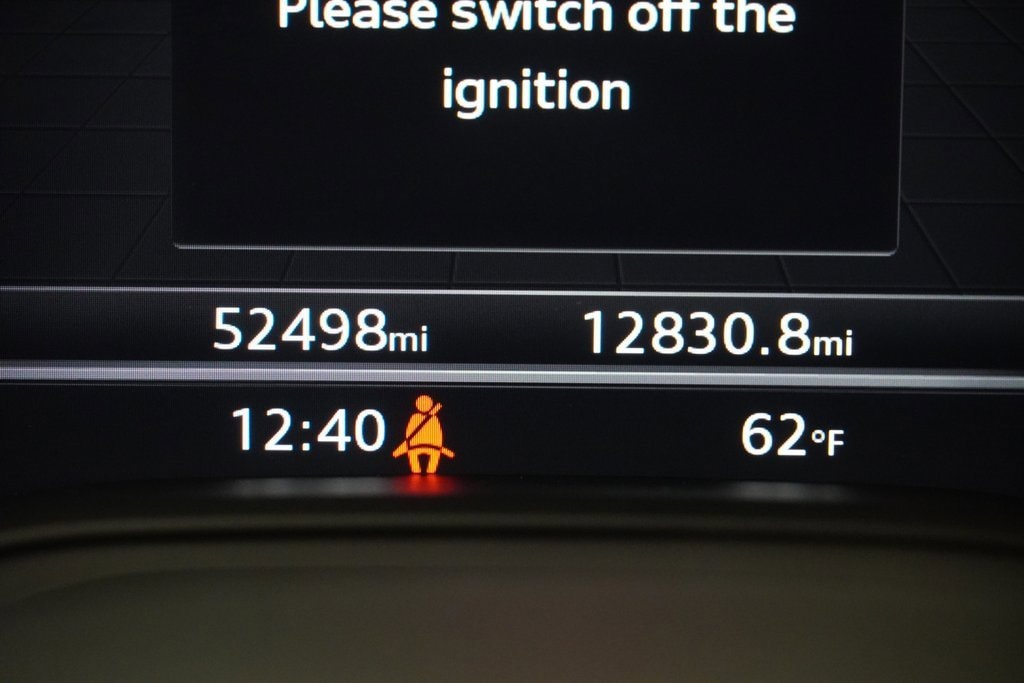 Please switch off the
ignition
52498mi 12830.8mi
12:40 62°F